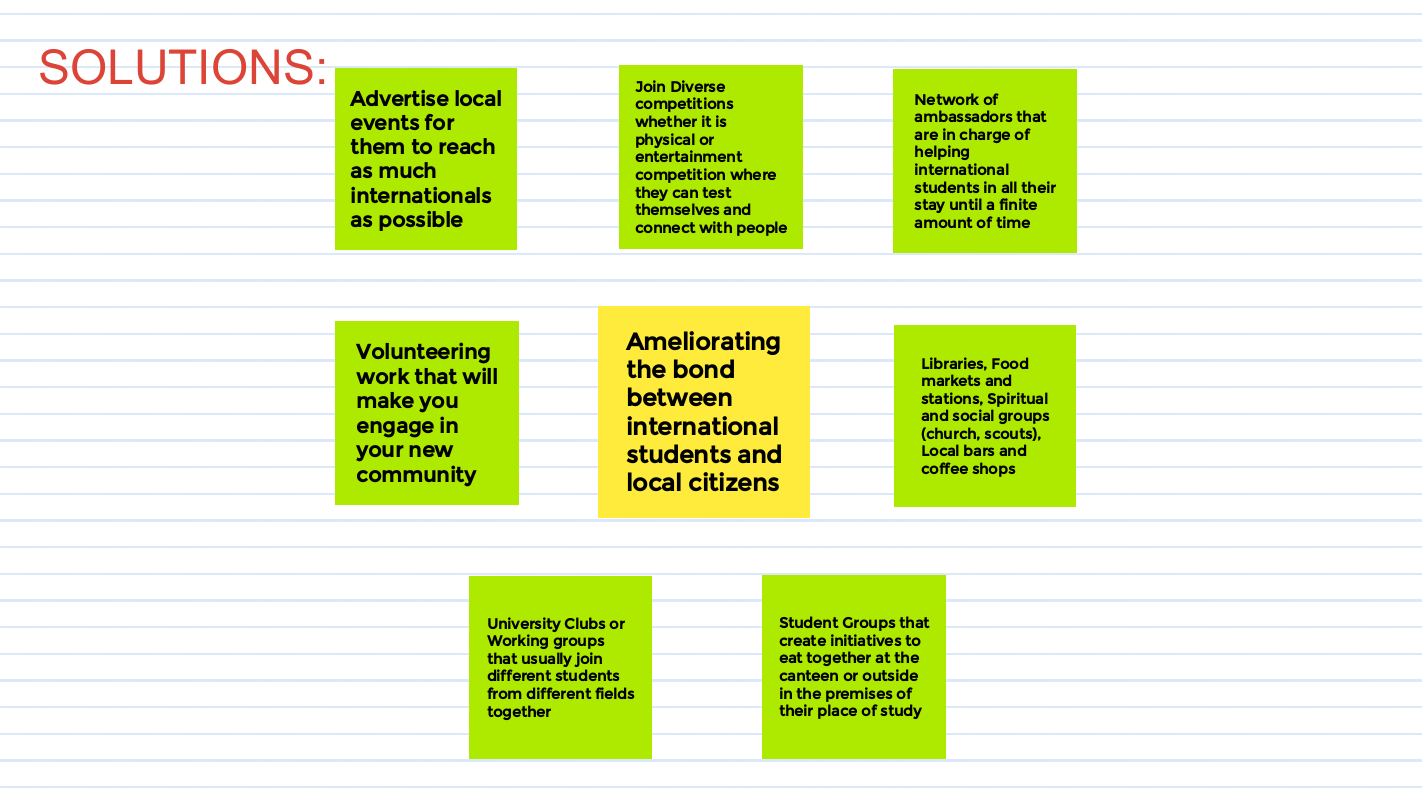 SOLUTIONS:
Advertise local
events for
them to reach
as much
internationals
as possible
Join Diverse
competitions
whether it is
physical or
entertainment
competition where
they can test
themselves and
connect with people
Network of
ambassadors that
are in charge of
helping
international
students in all their
stay until a finite
amount of time
Volunteering
work that will
make you
engage in
your new
community
Ameliorating
the bond
between
international
students and
local citizens
Libraries, Food
markets and
stations, Spiritual
and social groups
(church, scouts),
Local bars and
coffee shops
University Clubs or
Working groups
that usually join
different students
from different fields
together
Student Groups that
create initiatives to
eat together at the
canteen or outside
in the premises of
their place of study